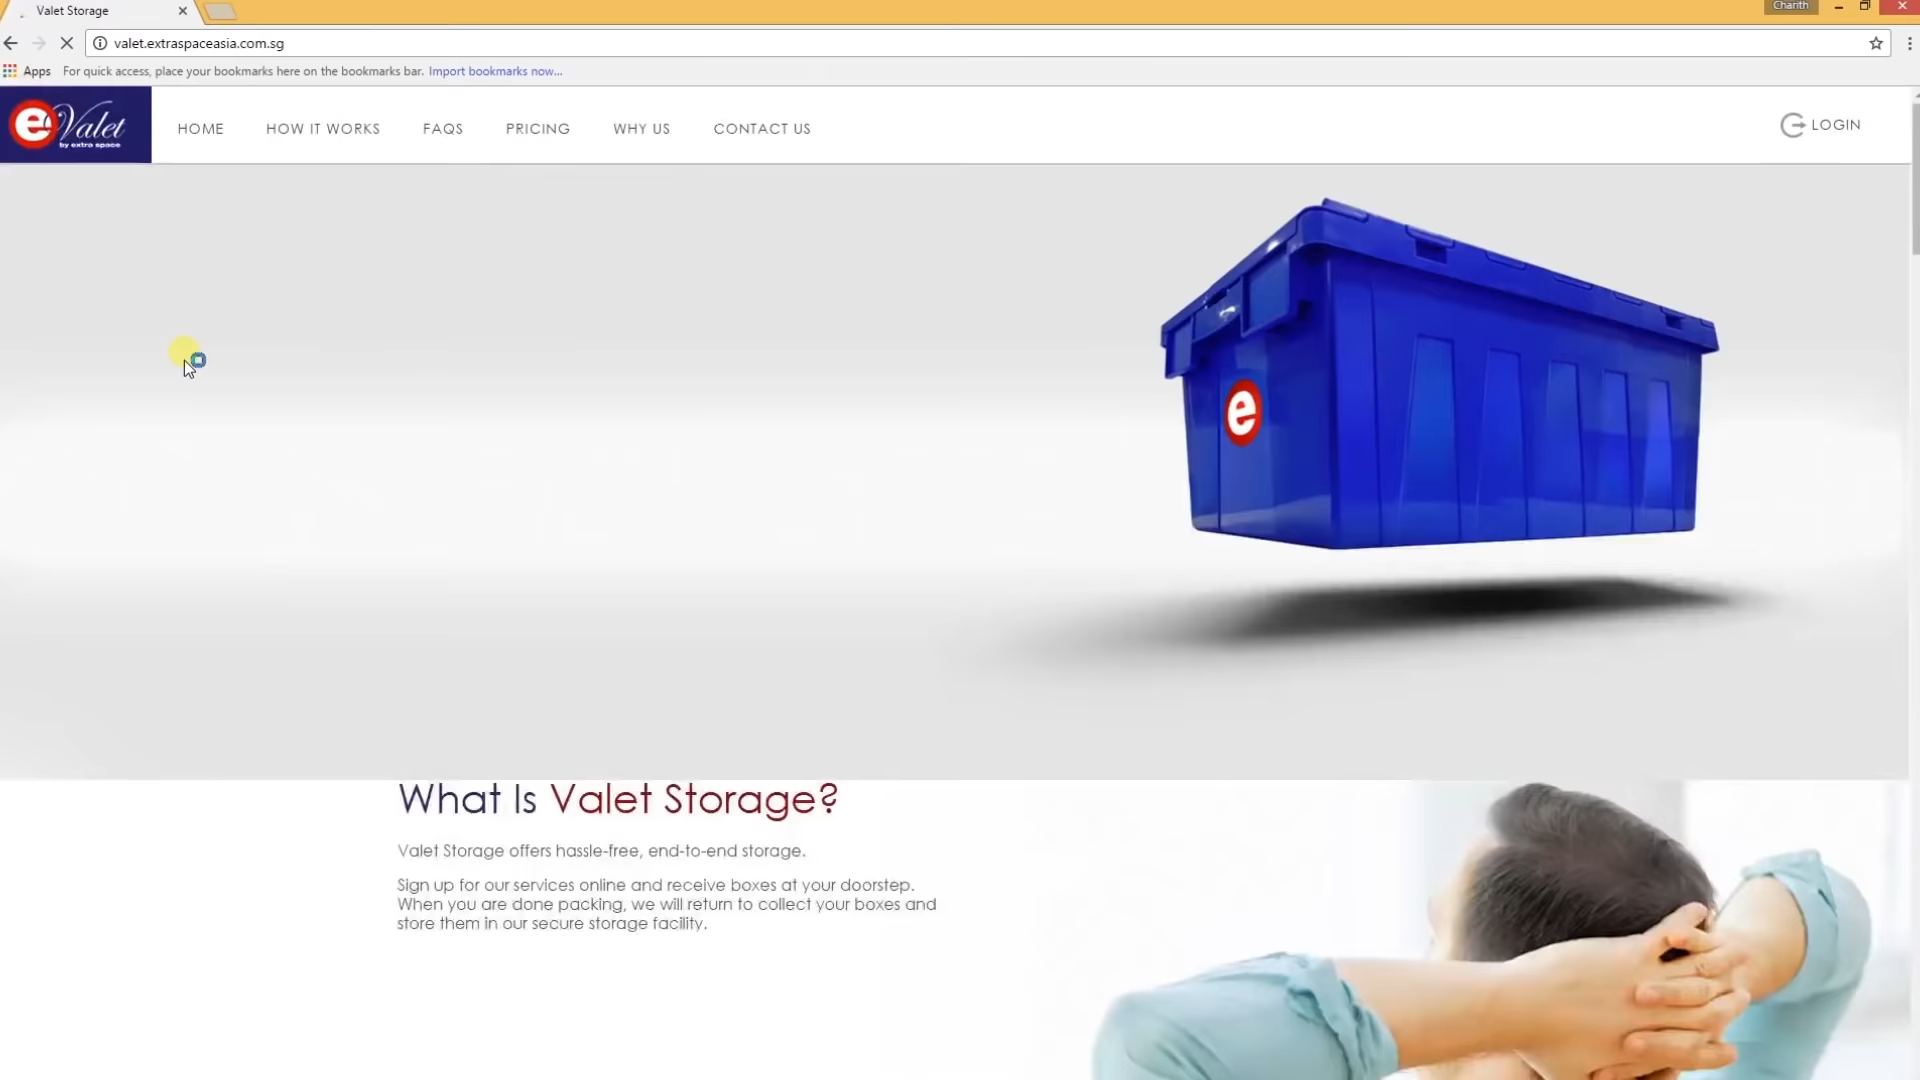 Valet Storage
Charith
valet.extraspaceasia.com.sg
Apps For quick access, place your bookmarks here on the bookmarks bar. Import bookmarks now...
eValet
by extra space
HOME HOW IT WORKS FAQS PRICING WHY US CONTACT US LOGIN
e
What Is Valet Storage?
Valet Storage offers hassle-free, end-to-end storage.
Sign up for our services online and receive boxes at your doorstep.
When you are done packing, we will return to collect your boxes and
store them in our secure storage facility.